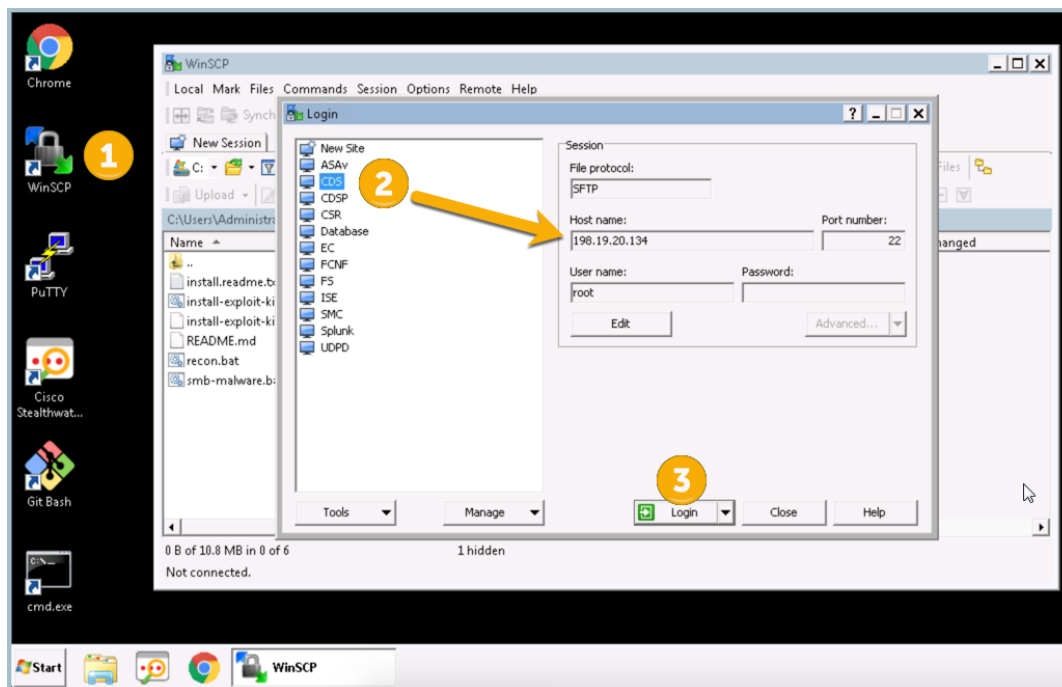 Chrome
WinSCP
PuTTY
Cisco
Stealthwat...
Git Bash
C:\_
cmd.exe
1
WinSCP
Local Mark Files Commands Session Options Remote Help
Synch
New Session
C:
Upload
Files
C:\Users\Administra
Name
hanged
..
install.readme.tx
install-exploit-ki
install-exploit-ki
README.md
recon.bat
smb-malware.ba
0 B of 10.8 MB in 0 of 6
1 hidden
Not connected.
Login
?
New Site
ASAv
CDS
CDSP
CSR
Database
EC
FCNF
FS
ISE
SMC
Splunk
UDPD
2
Session
File protocol:
SFTP
Host name:
Port number:
198.19.20.134
22
User name:
Password:
root
Edit
Advanced...
3
Tools
Manage
Login
Close
Help
Start
WinSCP